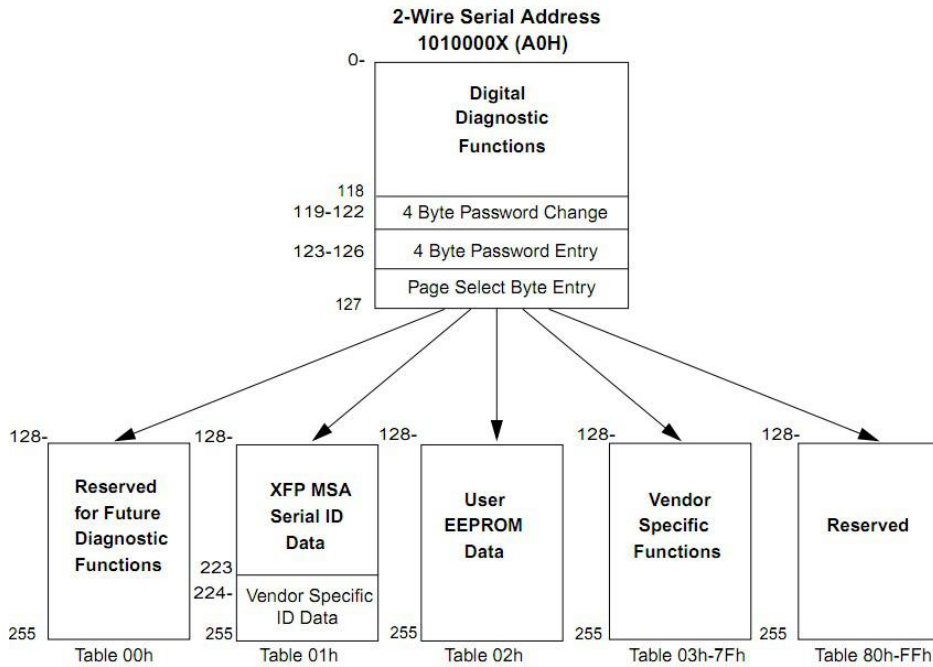 2-Wire Serial Address
1010000X (A0H)
0-
Digital
Diagnostic
Functions
118
119-122
4 Byte Password Change
123-126
4 Byte Password Entry
Page Select Byte Entry
127
128-
Reserved
for Future
Diagnostic
Functions
255
Table 00h
128-
XFP MSA
Serial ID
Data
223
224-
Vendor Specific
ID Data
255
Table 01h
128-
User
EEPROM
Data
255
Table 02h
128-
Vendor
Specific
Functions
255
Table 03h-7Fh
128-
Reserved
255
Table 80h-FFh